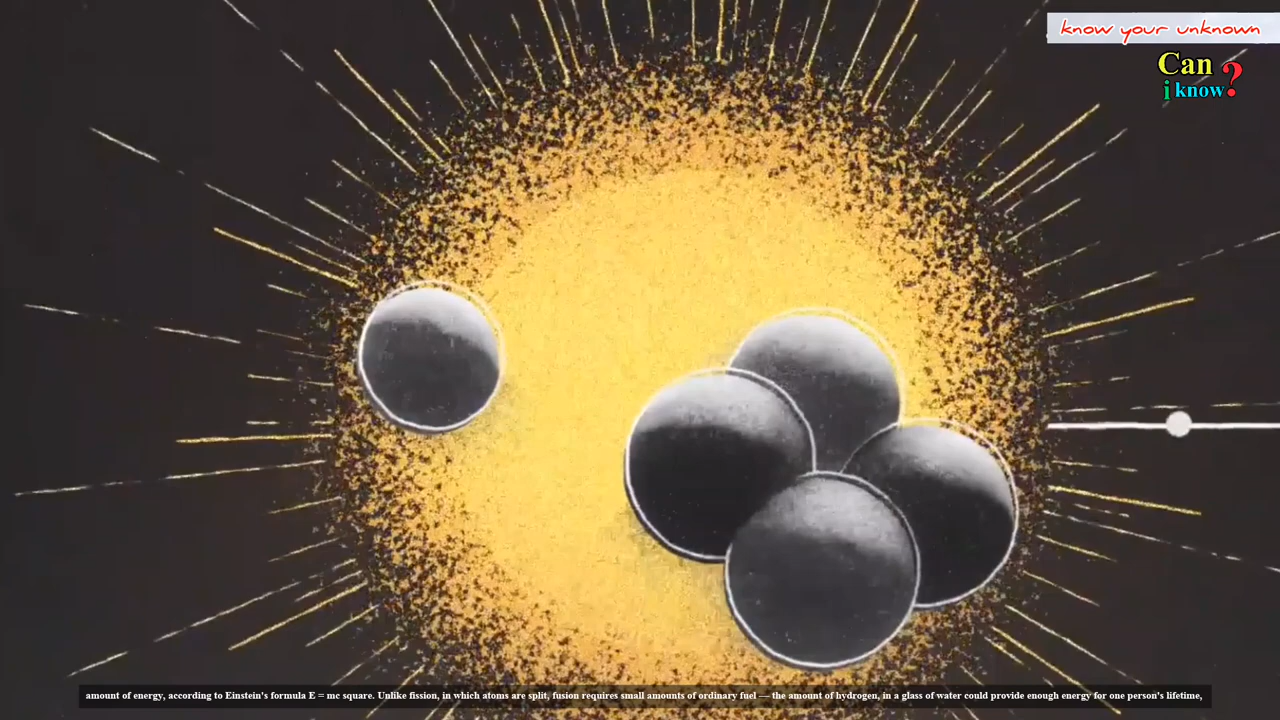 know your unknown
Can
i know?
amount of energy, according to Einstein's formula E = mc square. Unlike fission, in which atoms are split, fusion requires small amounts of ordinary fuel — the amount of hydrogen, in a glass of water could provide enough energy for one person's lifetime,